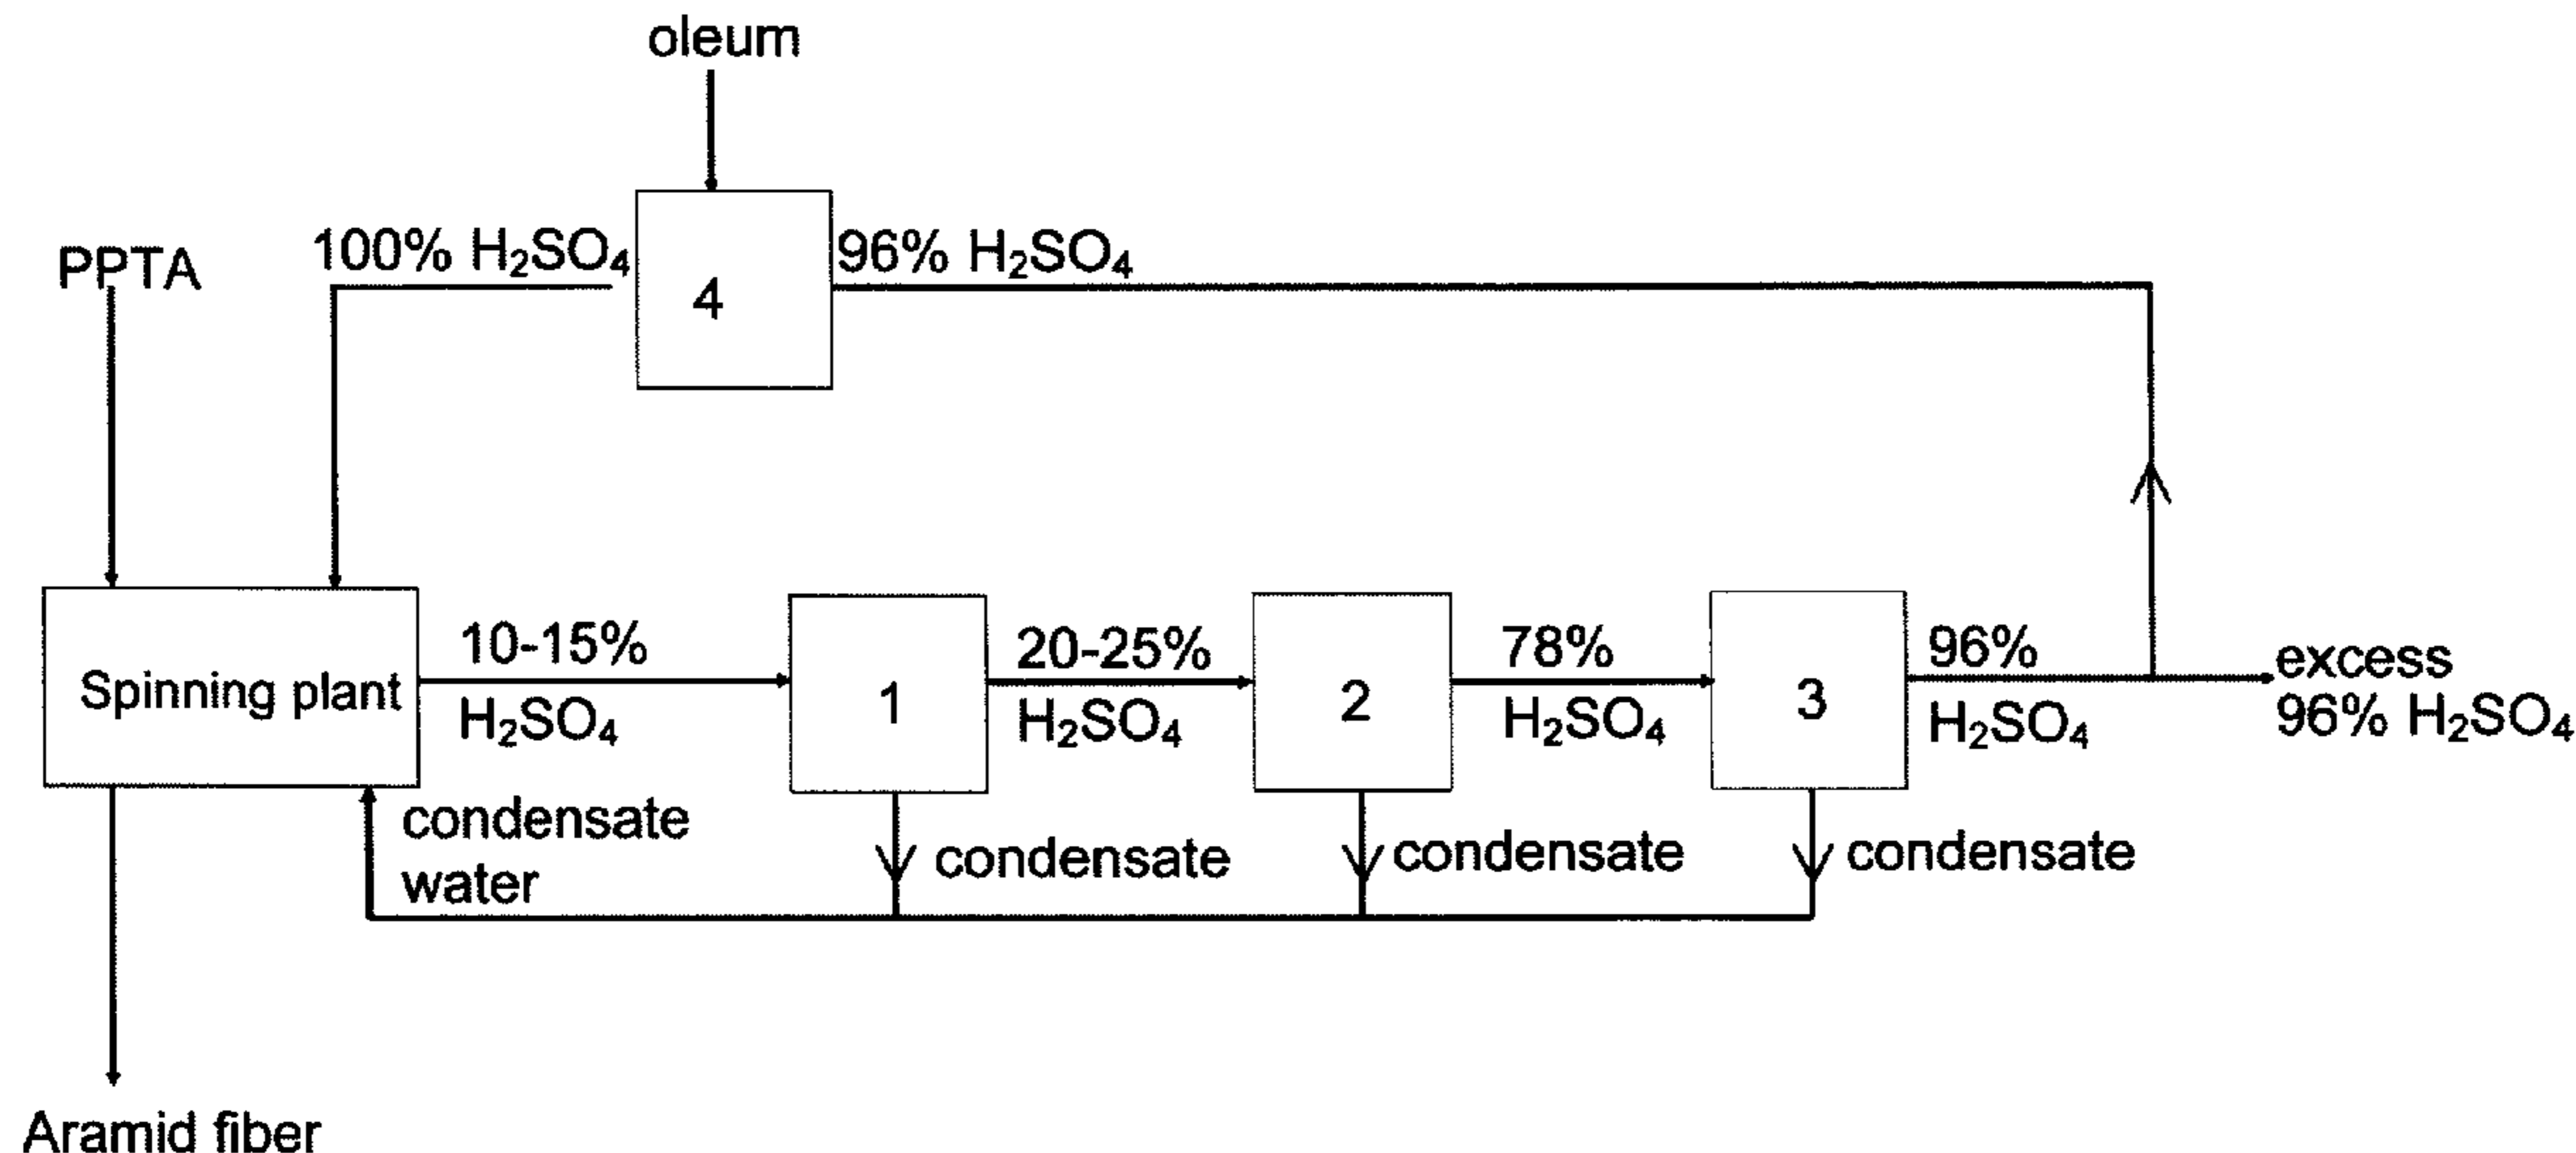 oleum
PPTA
100% H₂SO₄
4
96% H₂SO₄
Spinning plant
10-15%
H₂SO₄
1
20-25%
H₂SO₄
2
78%
H₂SO₄
3
96%
H₂SO₄
excess
96% H₂SO₄
condensate
water
condensate
condensate
condensate
Aramid fiber